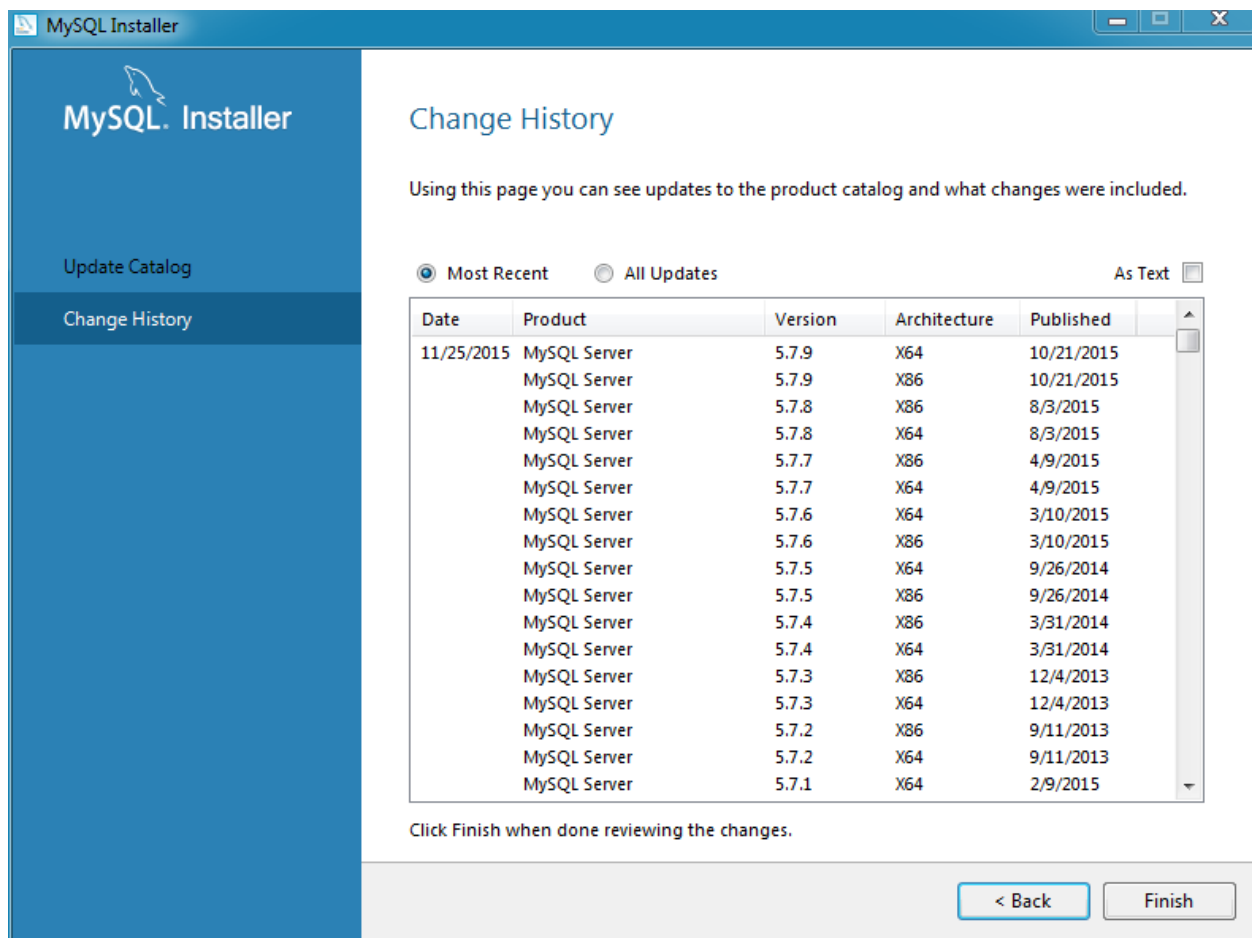 MySQL Installer
MySQL. Installer
Update Catalog
Change History
Change History
Using this page you can see updates to the product catalog and what changes were included.
Most Recent All Updates As Text
Date Product Version Architecture Published
11/25/2015 MySQL Server 5.7.9 X64 10/21/2015
MySQL Server 5.7.9 X86 10/21/2015
MySQL Server 5.7.8 X86 8/3/2015
MySQL Server 5.7.8 X64 8/3/2015
MySQL Server 5.7.7 X86 4/9/2015
MySQL Server 5.7.7 X64 4/9/2015
MySQL Server 5.7.6 X64 3/10/2015
MySQL Server 5.7.6 X86 3/10/2015
MySQL Server 5.7.5 X64 9/26/2014
MySQL Server 5.7.5 X86 9/26/2014
MySQL Server 5.7.4 X86 3/31/2014
MySQL Server 5.7.4 X64 3/31/2014
MySQL Server 5.7.3 X86 12/4/2013
MySQL Server 5.7.3 X64 12/4/2013
MySQL Server 5.7.2 X86 9/11/2013
MySQL Server 5.7.2 X64 9/11/2013
MySQL Server 5.7.1 X64 2/9/2015
Click Finish when done reviewing the changes.
< Back Finish